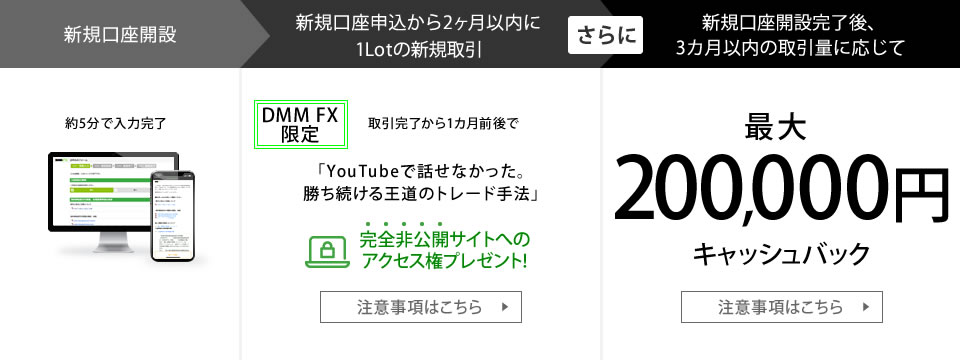 新規口座開設
新規口座申込から2ヶ月以内に
1Lotの新規取引
さらに
新規口座開設完了後、
3カ月以内の取引量に応じて
約5分で入力完了
DMM FX
限定
取引完了から1カ月前後で
「YouTubeで話せなかった。
勝ち続ける王道のトレード手法」
完全非公開サイトへの
アクセス権プレゼント!
注意事項はこちら
最大
200,000円
キャッシュバック
注意事項はこちら